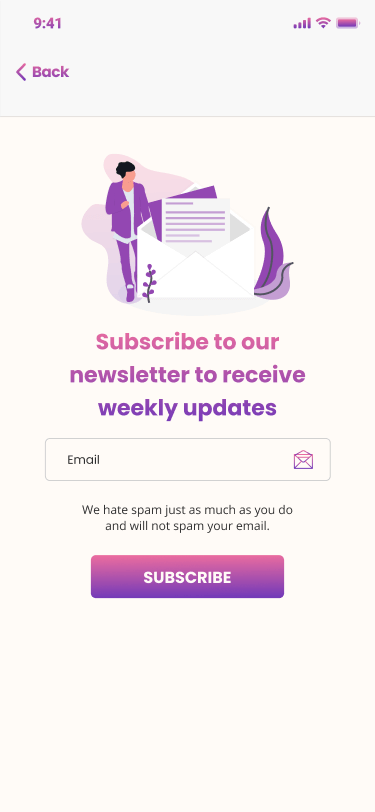 9:41
Back
Subscribe to our
newsletter to receive
weekly updates
Email
We hate spam just as much as you do
and will not spam your email.
SUBSCRIBE